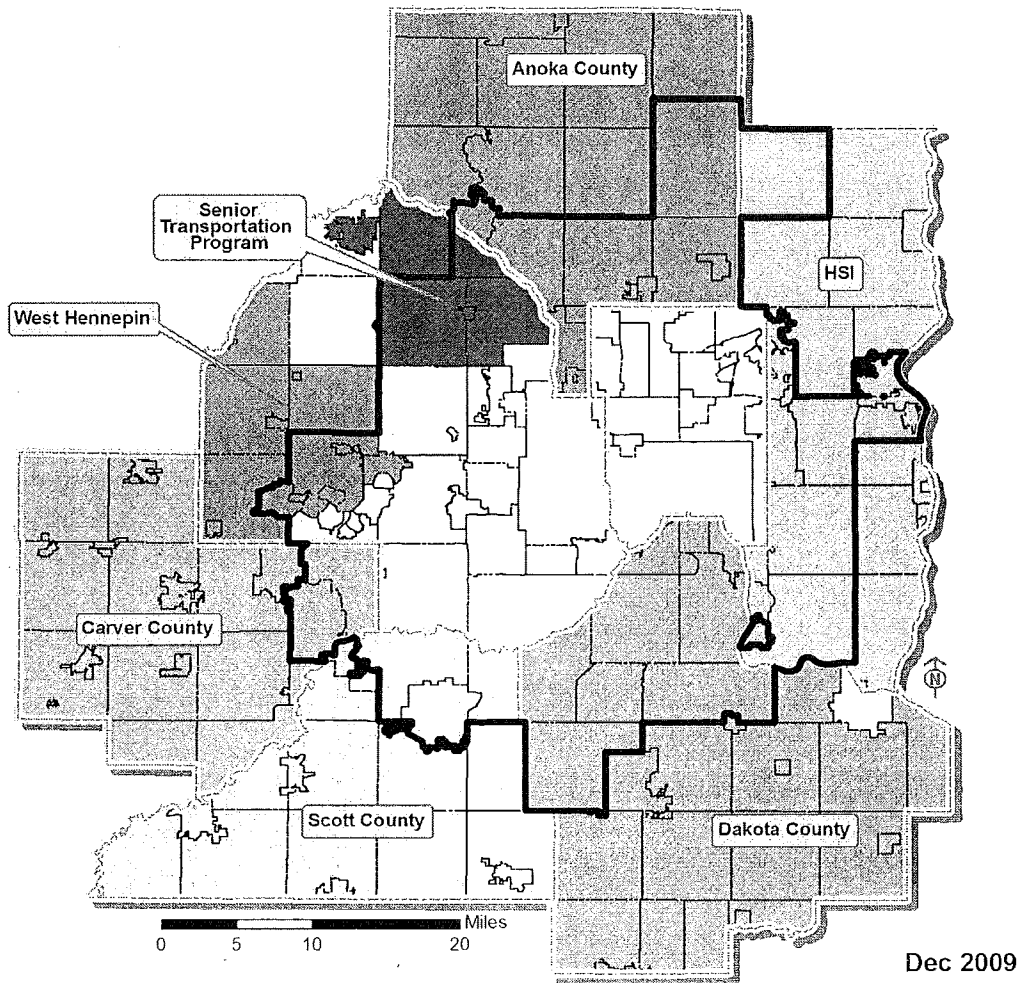 Anoka County
Senior
Transportation
Program
HSI
West Hennepin
Carver County
N
Scott County
Dakota County
Miles
0 5 10 20
Dec 2009